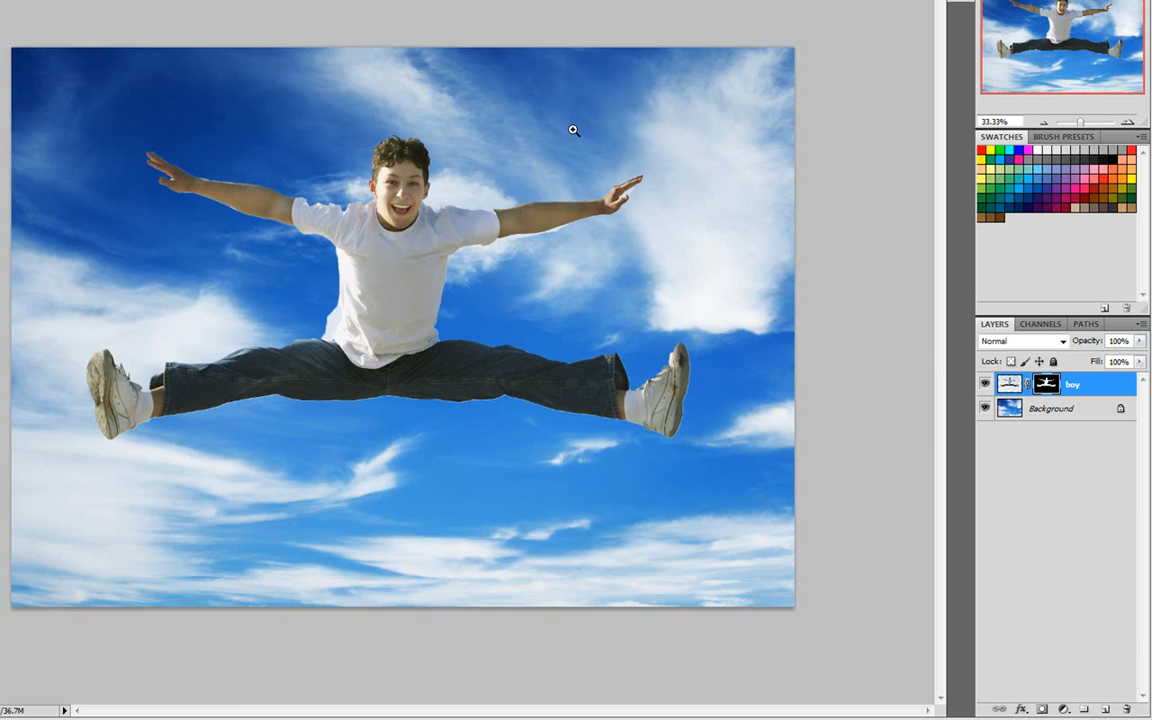 33.33%
SWATCHES BRUSH PRESETS
LAYERS CHANNELS PATHS
Normal Opacity: 100%
Lock: Fill: 100%
boy
Background
/36.7M